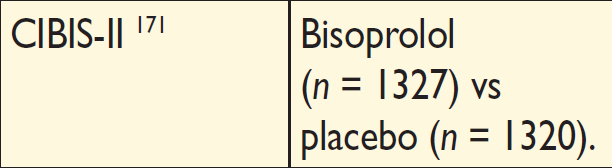 CIBIS-II 171
Bisoprolol
(n = 1327) vs
placebo (n = 1320).